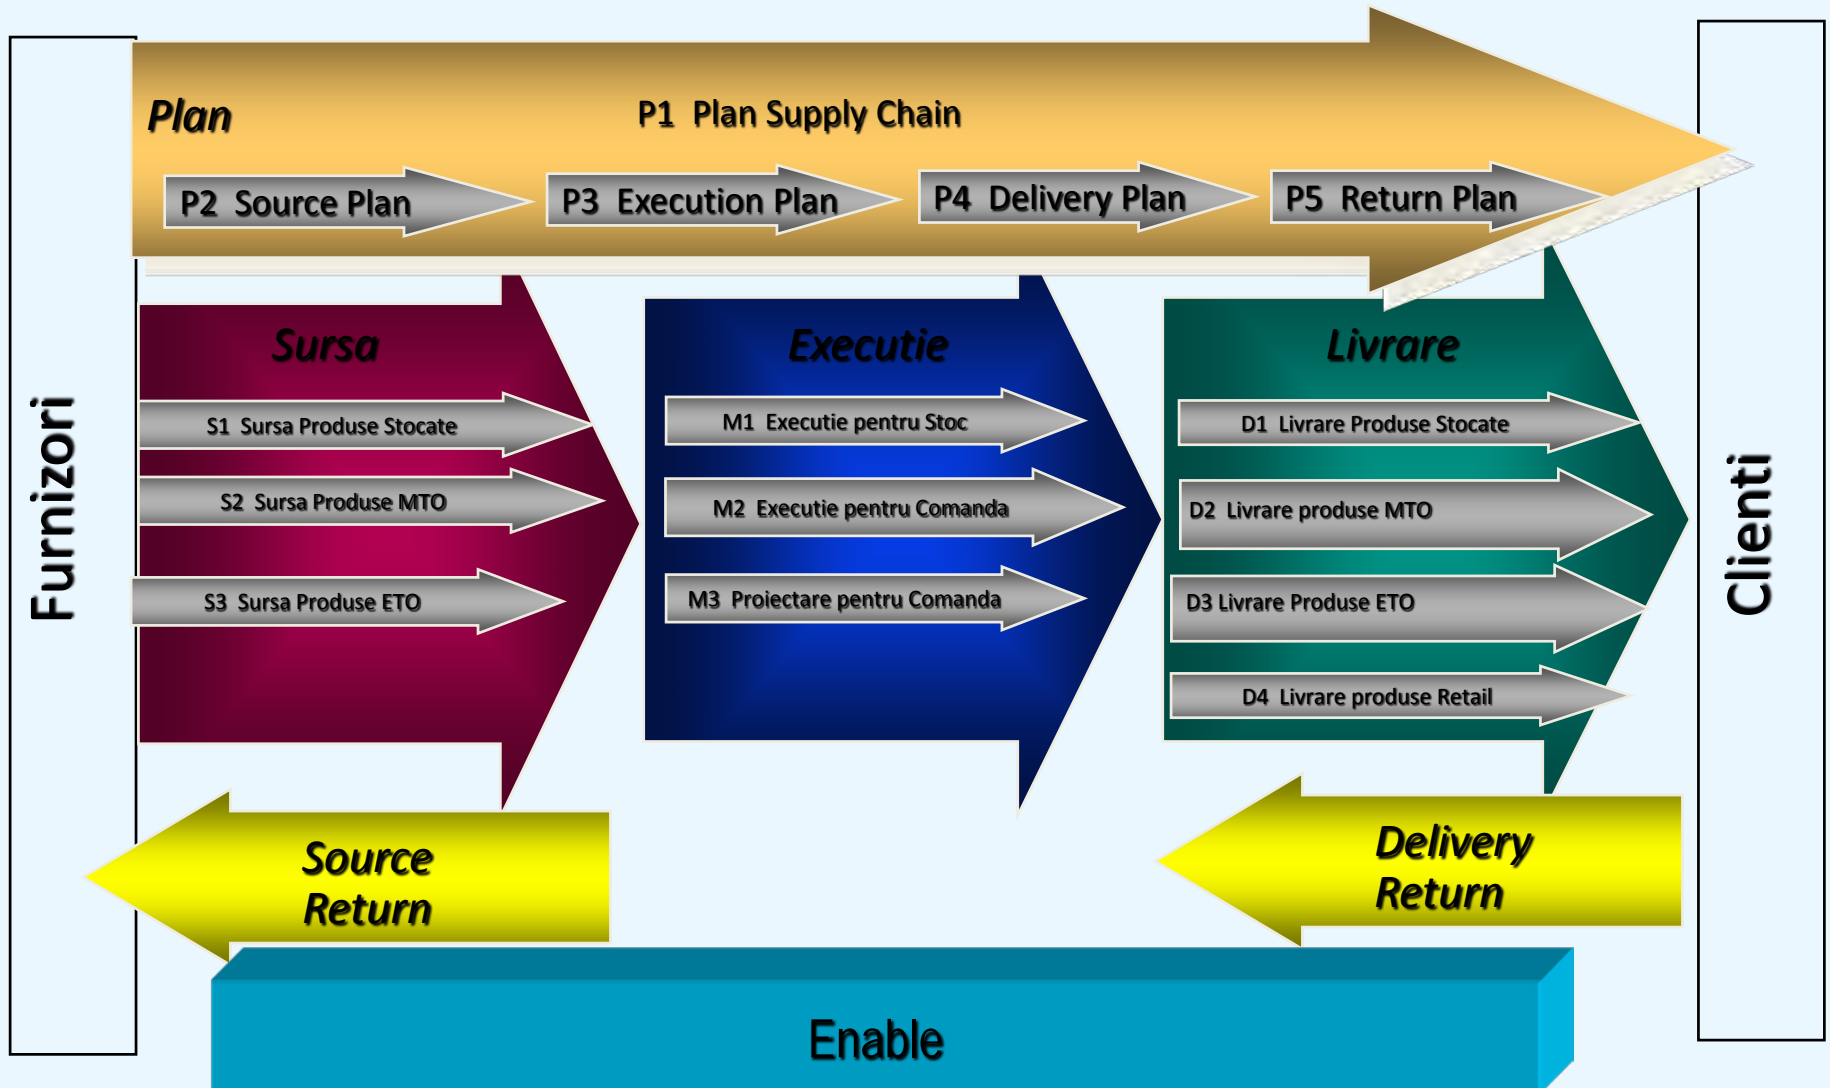 Plan
P1 Plan Supply Chain
P2 Source Plan
P3 Execution Plan
P4 Delivery Plan
P5 Return Plan
Furnizori
Sursa
S1 Sursa Produse Stocate
S2 Sursa Produse MTO
S3 Sursa Produse ETO
Executie
M1 Executie pentru Stoc
M2 Executie pentru Comanda
M3 Proiectare pentru Comanda
Livrare
D1 Livrare Produse Stocate
D2 Livrare produse MTO
D3 Livrare Produse ETO
D4 Livrare produse Retail
Clienti
Source
Return
Delivery
Return
Enable